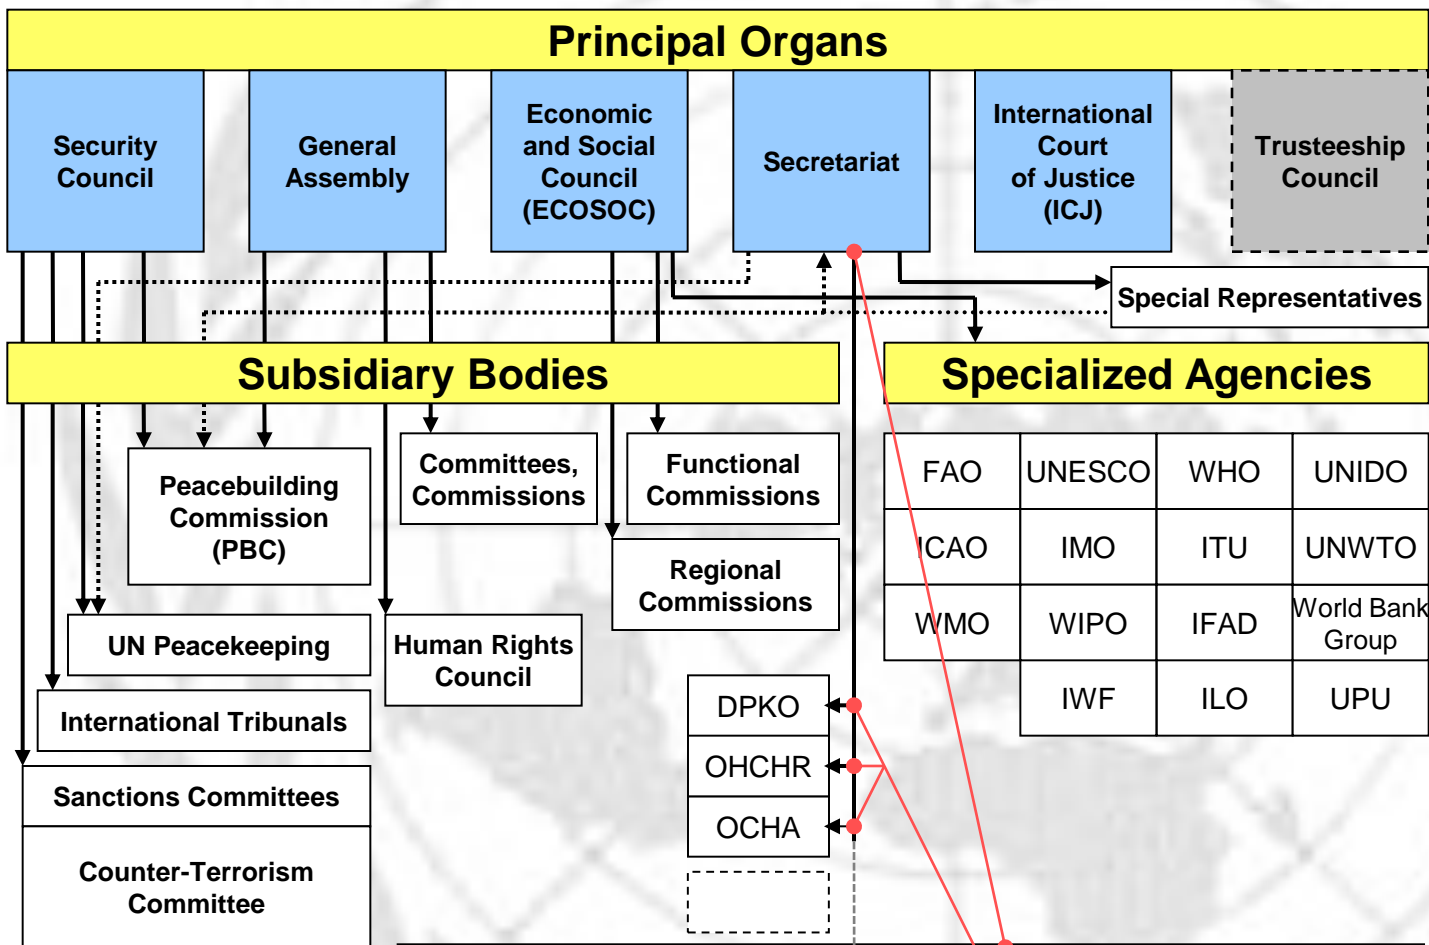 Principal Organs
Security
Council
General
Assembly
Economic
and Social
Council
(ECOSOC)
Secretariat
International
Court
of Justice
(ICJ)
Trusteeship
Council
Special Representatives
Subsidiary Bodies
Specialized Agencies
Peacebuilding
Commission
(PBC)
Committees,
Commissions
Functional
Commissions
Regional
Commissions
UN Peacekeeping
Human Rights
Council
International Tribunals
Sanctions Committees
Counter-Terrorism
Committee
DPKO
OHCHR
OCHA
FAO
UNESCO
WHO
UNIDO
ICAO
IMO
ITU
UNWTO
WMO
WIPO
IFAD
World Bank
Group
IWF
ILO
UPU